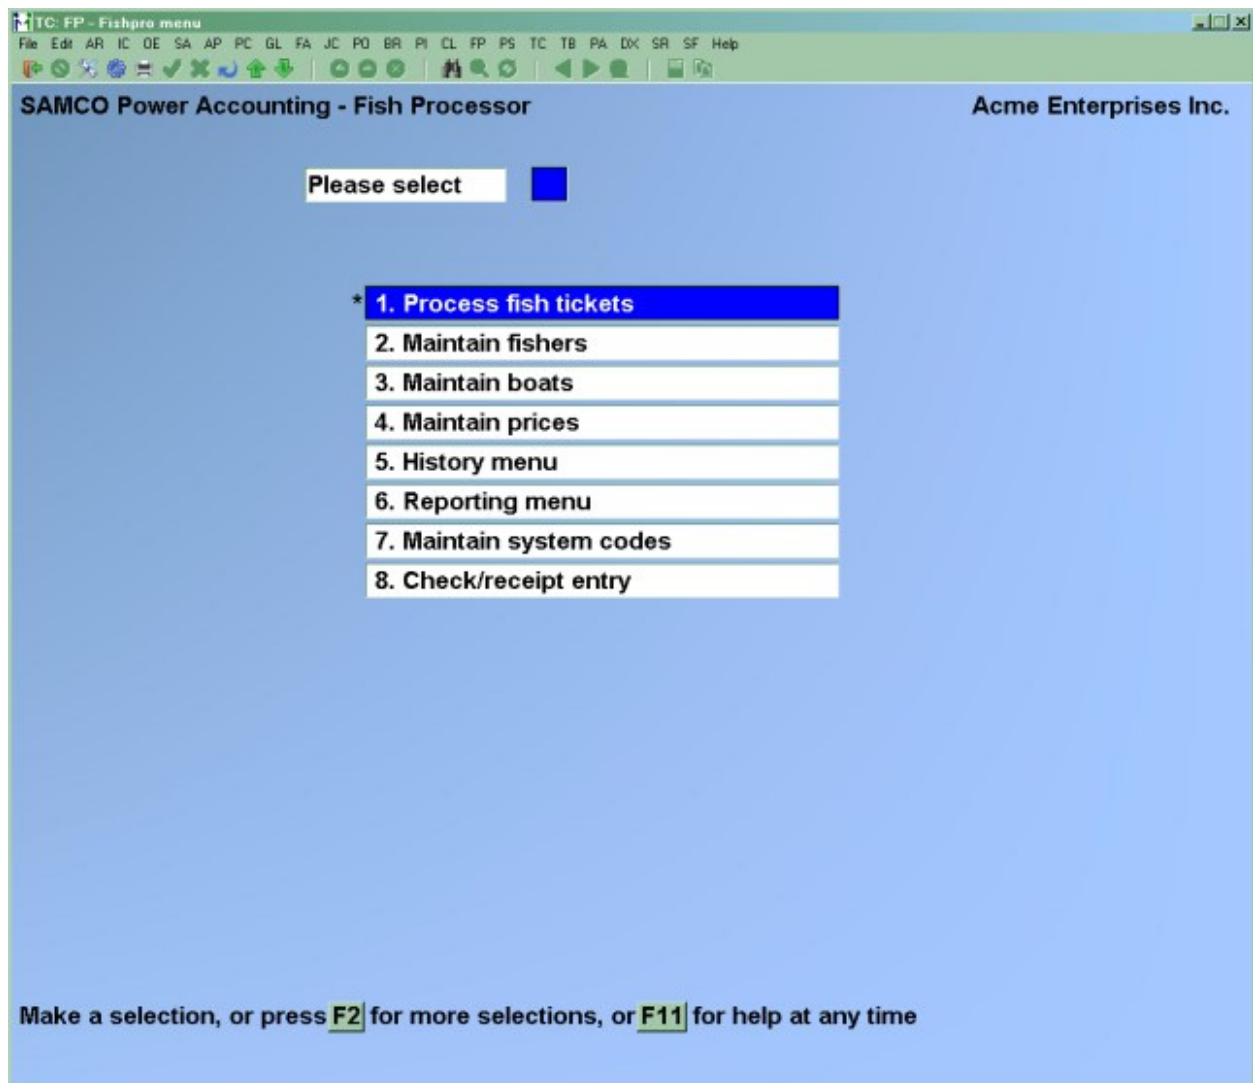 TC: FP - Fishpro menu
File Edit AR IC OE SA AP PC GL FA JC PO BR PI CL FP PS TC TB PA DX SR SF Help
SAMCO Power Accounting - Fish Processor Acme Enterprises Inc.
Please select
* 1. Process fish tickets
2. Maintain fishers
3. Maintain boats
4. Maintain prices
5. History menu
6. Reporting menu
7. Maintain system codes
8. Check/receipt entry
Make a selection, or press F2 for more selections, or F11 for help at any time